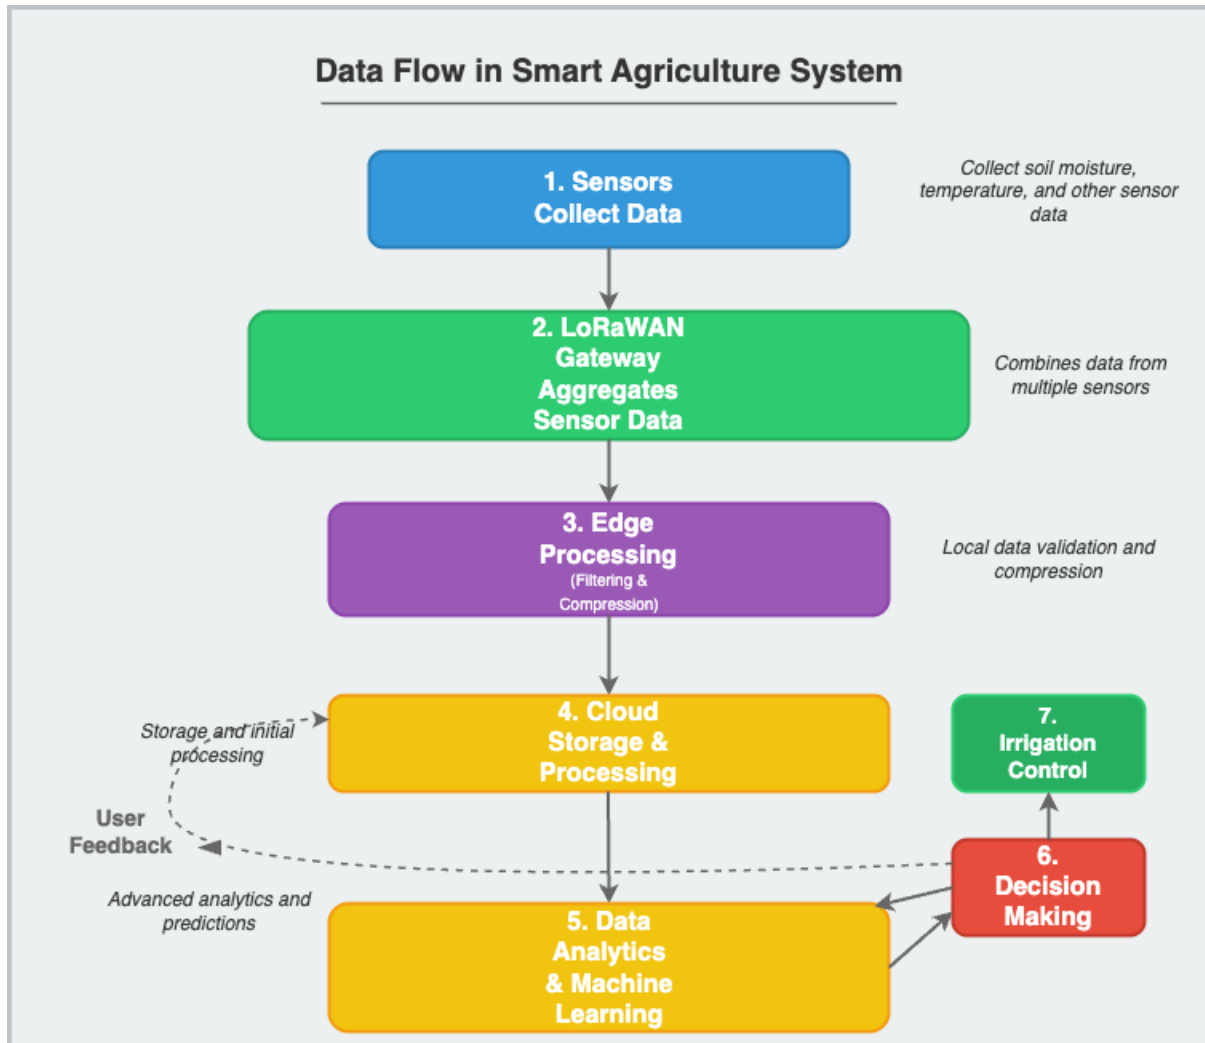 Data Flow in Smart Agriculture System
1. Sensors
Collect Data
Collect soil moisture,
temperature, and other sensor
data
2. LoRaWAN
Gateway
Aggregates
Sensor Data
Combines data from
multiple sensors
3. Edge
Processing
(Filtering &
Compression)
Local data validation and
compression
4. Cloud
Storage &
Processing
Storage and initial
processing
7.
Irrigation
Control
User
Feedback
6.
Decision
Making
Advanced analytics and
predictions
5. Data
Analytics
& Machine
Learning